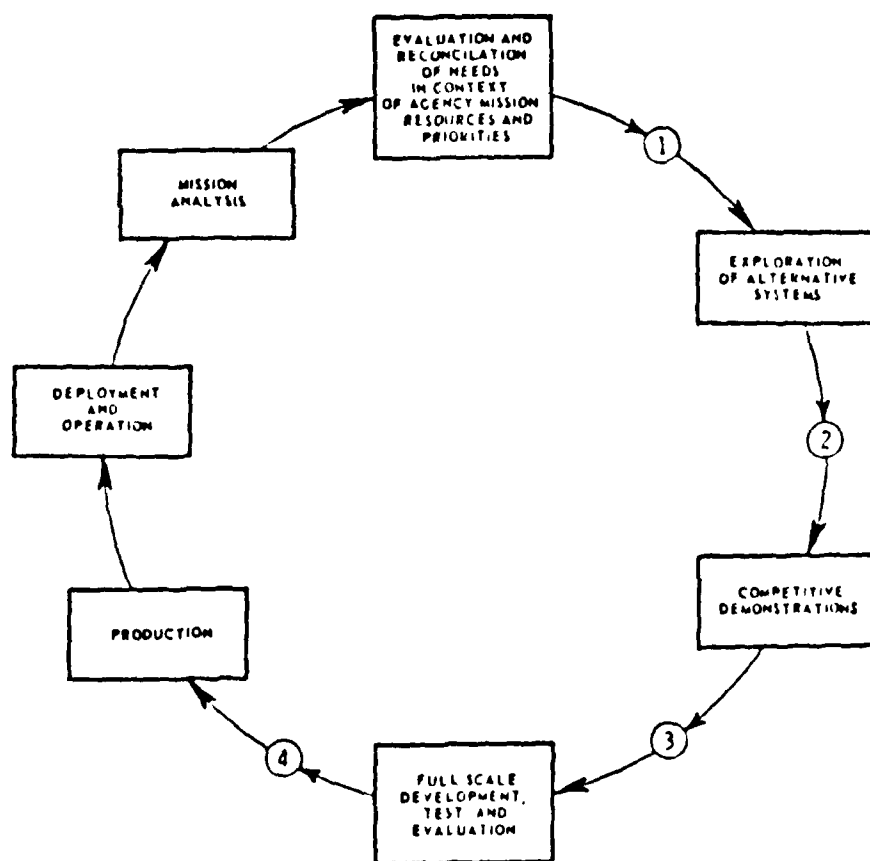 EVALUATION AND
RECONCILATION
OF NEEDS
IN CONTEXT
OF AGENCY MISSION
RESOURCES AND
PRIORITIES
1
EXPLORATION
OF ALTERNATIVE
SYSTEMS
2
COMPETITIVE
DEMONSTRATIONS
3
FULL SCALE
DEVELOPMENT,
TEST AND
EVALUATION
4
PRODUCTION
DEPLOYMENT
AND
OPERATION
MISSION
ANALYSIS